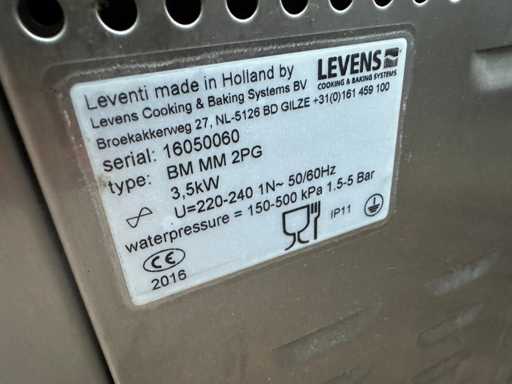 Leventi made in Holland by
Levens Cooking & Baking Systems BV
Broekakkerweg 27, NL-5126 BD GILZE +31(0)161 459 100
LEVENS
COOKING & BAKING SYSTEMS
serial: 16050060
type: BM MM 2PG
3,5kW
U=220-240 1N~ 50/60Hz
waterpressure = 150-500 kPa 1.5-5 Bar
IP11
CE
2016